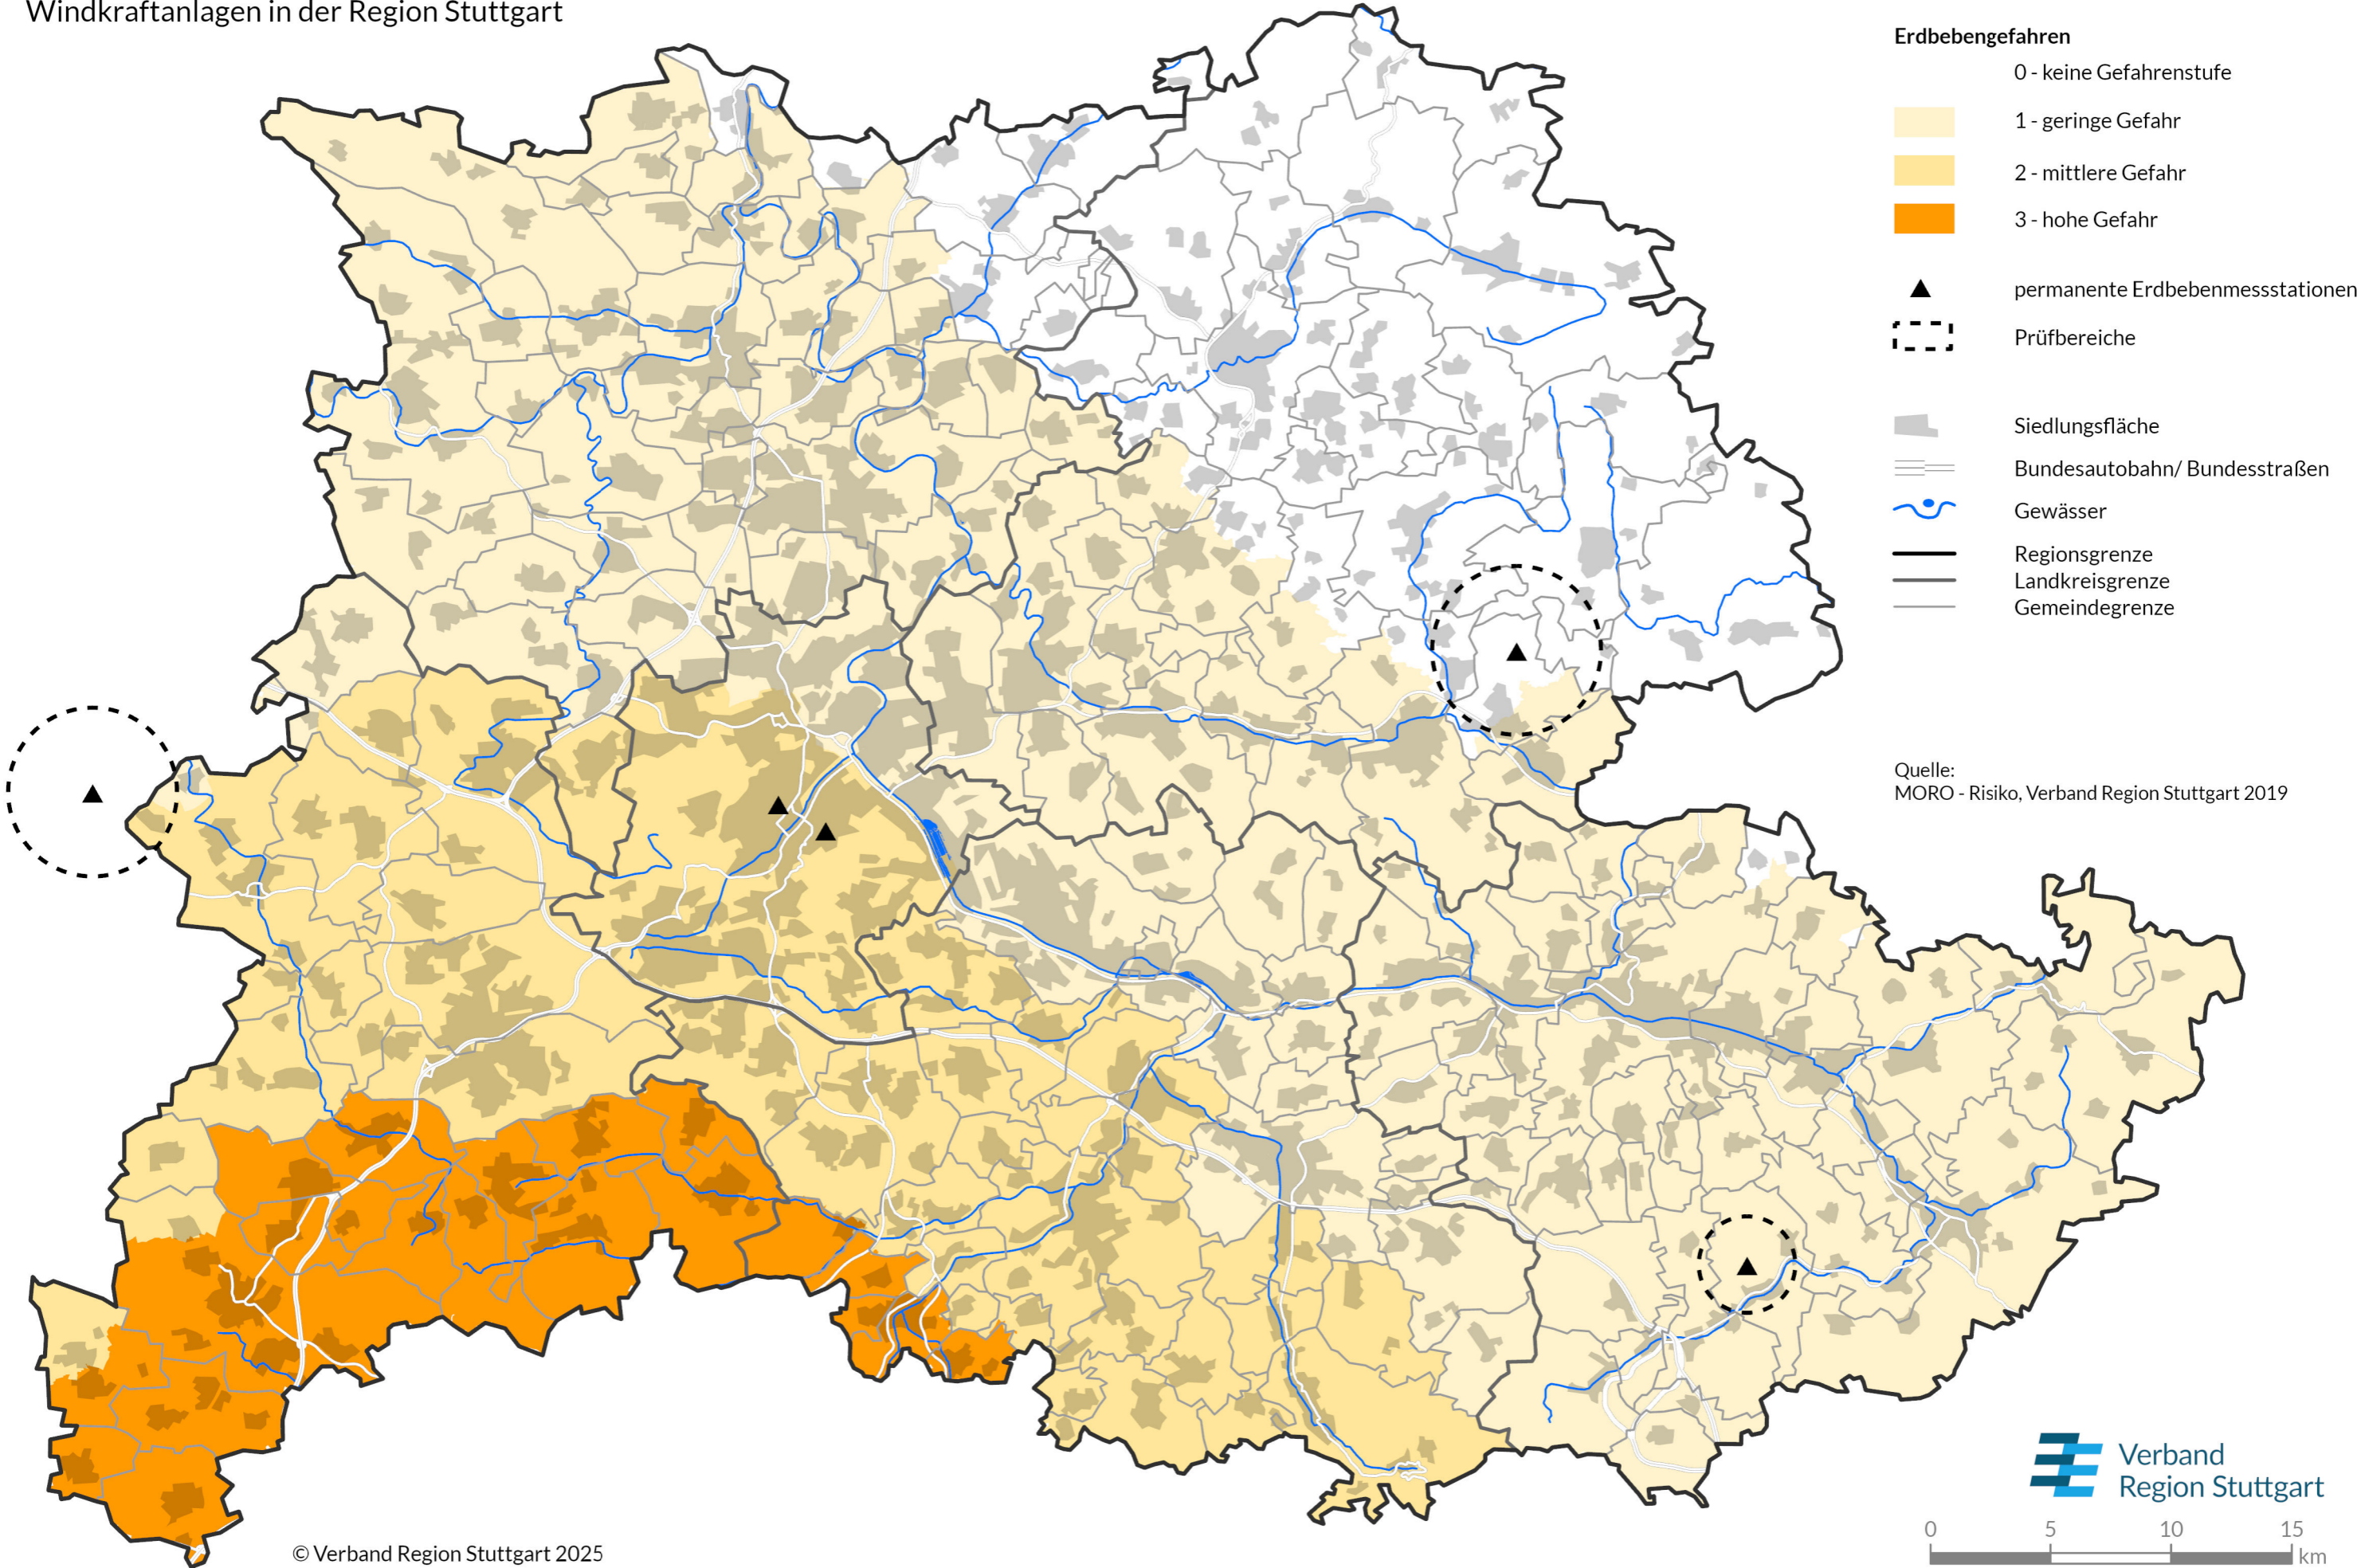 Windkraftanlagen in der Region Stuttgart
Erdbebengefahren
0 - keine Gefahrenstufe
1 - geringe Gefahr
2 - mittlere Gefahr
3 - hohe Gefahr
permanente Erdbebenmessstationen
Prüfbereiche
Siedlungsfläche
Bundesautobahn/ Bundesstraßen
Gewässer
Regionsgrenze
Landkreisgrenze
Gemeindegrenze
Quelle:
MORO - Risiko, Verband Region Stuttgart 2019
Verband
Region Stuttgart
0 5 10 15
km
© Verband Region Stuttgart 2025